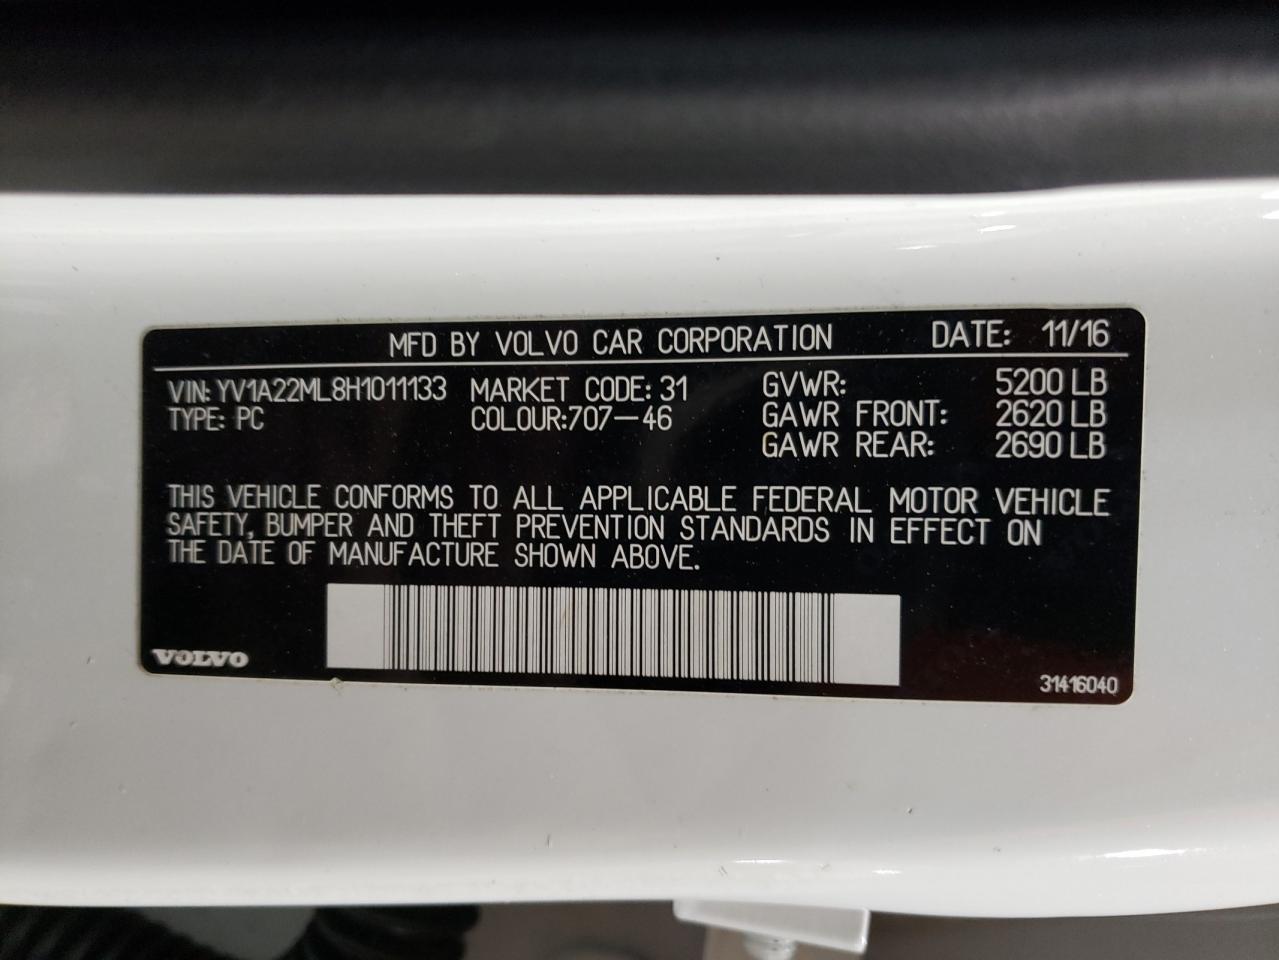 MFD BY VOLVO CAR CORPORATION DATE: 11/16
VIN: YV1A22ML8H1011133 MARKET CODE: 31 GVWR: 5200 LB
TYPE: PC COLOUR:707-46 GAWR FRONT: 2620 LB
GAWR REAR: 2690 LB
THIS VEHICLE CONFORMS TO ALL APPLICABLE FEDERAL MOTOR VEHICLE
SAFETY, BUMPER AND THEFT PREVENTION STANDARDS IN EFFECT ON
THE DATE OF MANUFACTURE SHOWN ABOVE.
VOLVO
31416040